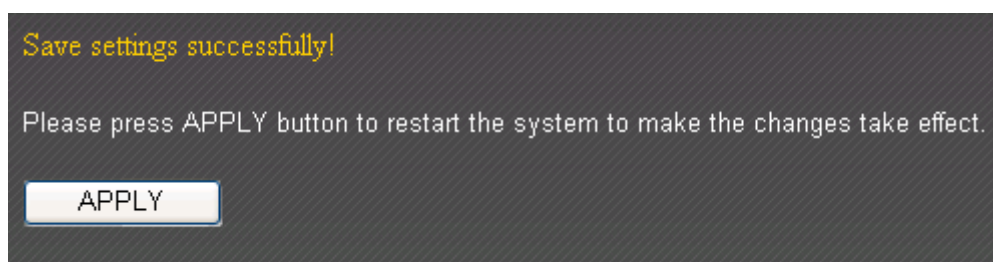 Save settings successfully!
Please press APPLY button to restart the system to make the changes take effect.
APPLY